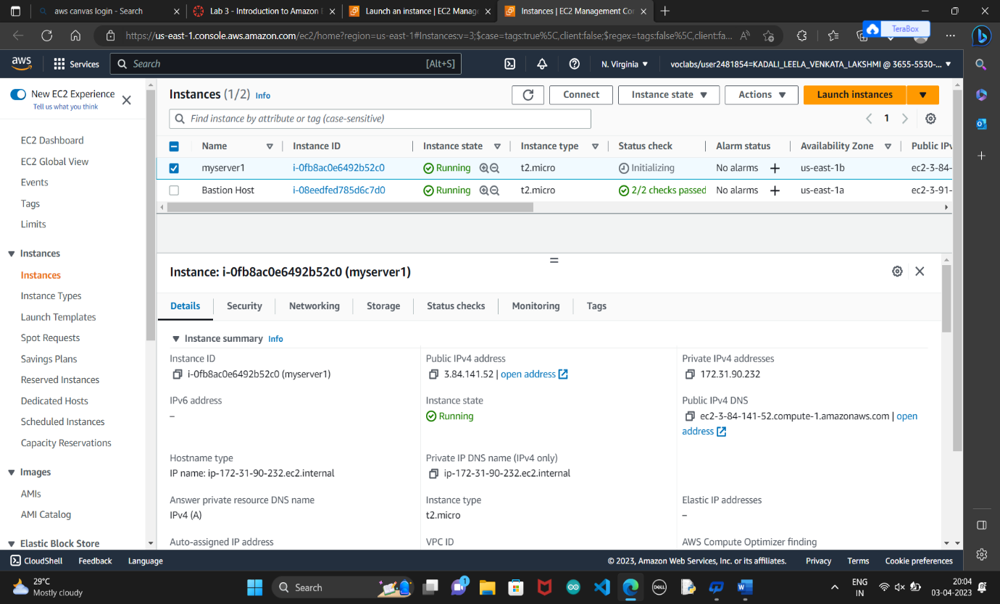 aws canvas login - Search
Lab 3 - Introduction to Amazon
Launch an instance | EC2 Manag
Instances | EC2 Management Co
https://us-east-1.console.aws.amazon.com/ec2/home?region=us-east-1#Instances:v=3;$case=tags:true%5C,client:false;$regex=tags:false%5C,client:fa...
TeraBox
aws
Services
Search
[Alt+S]
N. Virginia
voclabs/user2481854=KADALI_LEELA_VENKATA_LAKSHMI @ 3655-5530-...
New EC2 Experience
Tell us what you think
EC2 Dashboard
EC2 Global View
Events
Tags
Limits
Instances
Instances
Instance Types
Launch Templates
Spot Requests
Savings Plans
Reserved Instances
Dedicated Hosts
Scheduled Instances
Capacity Reservations
Images
AMIs
AMI Catalog
Elastic Block Store
Instances (1/2) Info
Connect
Instance state
Actions
Launch instances
Find instance by attribute or tag (case-sensitive)
1
Name Instance ID Instance state Instance type Status check Alarm status Availability Zone Public IPv
myserver1 i-0fb8ac0e6492b52c0 Running t2.micro Initializing No alarms + us-east-1b ec2-3-84-
Bastion Host i-08eedfed785d6c7d0 Running t2.micro 2/2 checks passed No alarms + us-east-1a ec2-3-91-
Instance: i-0fb8ac0e6492b52c0 (myserver1)
Details Security Networking Storage Status checks Monitoring Tags
Instance summary Info
Instance ID
i-0fb8ac0e6492b52c0 (myserver1)
Public IPv4 address
3.84.141.52 | open address
Private IPv4 addresses
172.31.90.232
IPv6 address
–
Instance state
Running
Public IPv4 DNS
ec2-3-84-141-52.compute-1.amazonaws.com | open
address
Hostname type
IP name: ip-172-31-90-232.ec2.internal
Private IP DNS name (IPv4 only)
ip-172-31-90-232.ec2.internal
Answer private resource DNS name
IPv4 (A)
Instance type
t2.micro
Elastic IP addresses
–
Auto-assigned IP address
VPC ID
AWS Compute Optimizer finding
CloudShell Feedback Language
© 2023, Amazon Web Services, Inc. or its affiliates. Privacy Terms Cookie preferences
29°C
Mostly cloudy
Search
1
DELL
ENG
IN
20:04
03-04-2023